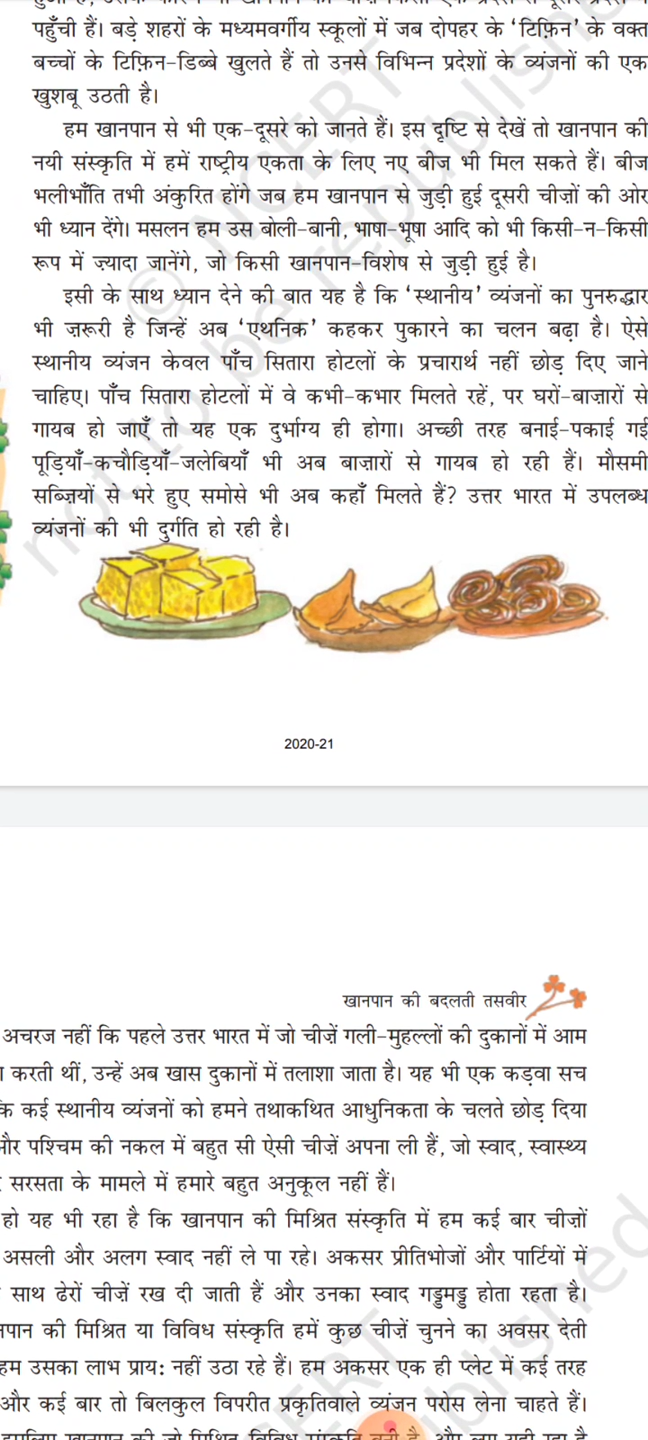 पहुँची हैं। बड़े शहरों के मध्यमवर्गीय स्कूलों में जब दोपहर के ‘टिफ़िन’ के वक्त
बच्चों के टिफ़िन-डिब्बे खुलते हैं तो उनसे विभिन्न प्रदेशों के व्यंजनों की एक
खुशबू उठती है।
हम खानपान से भी एक-दूसरे को जानते हैं। इस दृष्टि से देखें तो खानपान की
नयी संस्कृति में हमें राष्ट्रीय एकता के लिए नए बीज भी मिल सकते हैं। बीज
भलीभाँति तभी अंकुरित होंगे जब हम खानपान से जुड़ी हुई दूसरी चीज़ों की ओर
भी ध्यान देंगे। मसलन हम उस बोली-बानी, भाषा-भूषा आदि को भी किसी-न-किसी
रूप में ज़्यादा जानेंगे, जो किसी खानपान-विशेष से जुड़ी हुई है।
इसी के साथ ध्यान देने की बात यह है कि ‘स्थानीय’ व्यंजनों का पुनरुद्धार
भी ज़रूरी है जिन्हें अब ‘एथनिक’ कहकर पुकारने का चलन बढ़ा है। ऐसे
स्थानीय व्यंजन केवल पाँच सितारा होटलों के प्रचारार्थ नहीं छोड़ दिए जाने
चाहिए। पाँच सितारा होटलों में वे कभी-कभार मिलते रहें, पर घरों-बाज़ारों से
गायब हो जाएँ तो यह एक दुर्भाग्य ही होगा। अच्छी तरह बनाई-पकाई गई
पूड़ियाँ-कचौड़ियाँ-जलेबियाँ भी अब बाज़ारों से गायब हो रही हैं। मौसमी
सब्ज़ियों से भरे हुए समोसे भी अब कहाँ मिलते हैं? उत्तर भारत में उपलब्ध
व्यंजनों की भी दुर्गति हो रही है।
2020-21
खानपान की बदलती तसवीर
अचरज नहीं कि पहले उत्तर भारत में जो चीज़ें गली-मुहल्लों की दुकानों में आम
करती थीं, उन्हें अब खास दुकानों में तलाशा जाता है। यह भी एक कड़वा सच
कि कई स्थानीय व्यंजनों को हमने तथाकथित आधुनिकता के चलते छोड़ दिया
और पश्चिम की नकल में बहुत सी ऐसी चीज़ें अपना ली हैं, जो स्वाद, स्वास्थ्य
सरसता के मामले में हमारे बहुत अनुकूल नहीं हैं।
हो यह भी रहा है कि खानपान की मिश्रित संस्कृति में हम कई बार चीज़ों
असली और अलग स्वाद नहीं ले पा रहे। अकसर प्रीतिभोजों और पार्टियों में
साथ ढेरों चीज़ें रख दी जाती हैं और उनका स्वाद गड्डमड्ड होता रहता है।
नपान की मिश्रित या विविध संस्कृति हमें कुछ चीज़ें चुनने का अवसर देती
हम उसका लाभ प्राय: नहीं उठा रहे हैं। हम अकसर एक ही प्लेट में कई तरह
और कई बार तो बिलकुल विपरीत प्रकृतिवाले व्यंजन परोस लेना चाहते हैं।
© NCERT
not to be republished